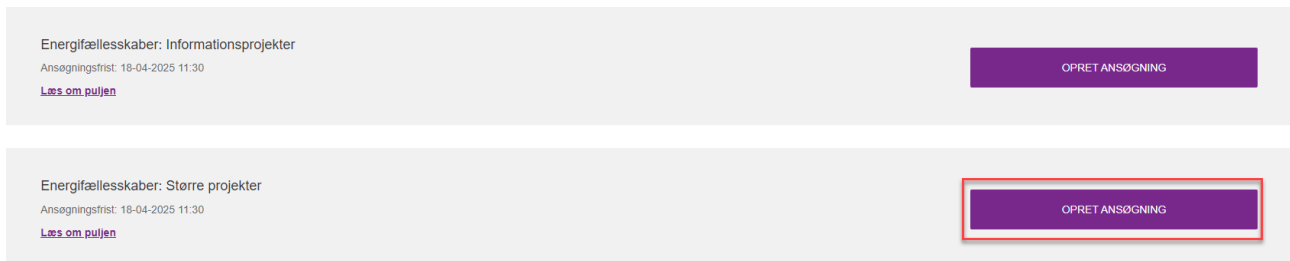 Energifællesskaber: Informationsprojekter
Ansøgningsfrist: 18-04-2025 11:30
OPRET ANSØGNING
Læs om puljen
Energifællesskaber: Større projekter
Ansøgningsfrist: 18-04-2025 11:30
OPRET ANSØGNING
Læs om puljen